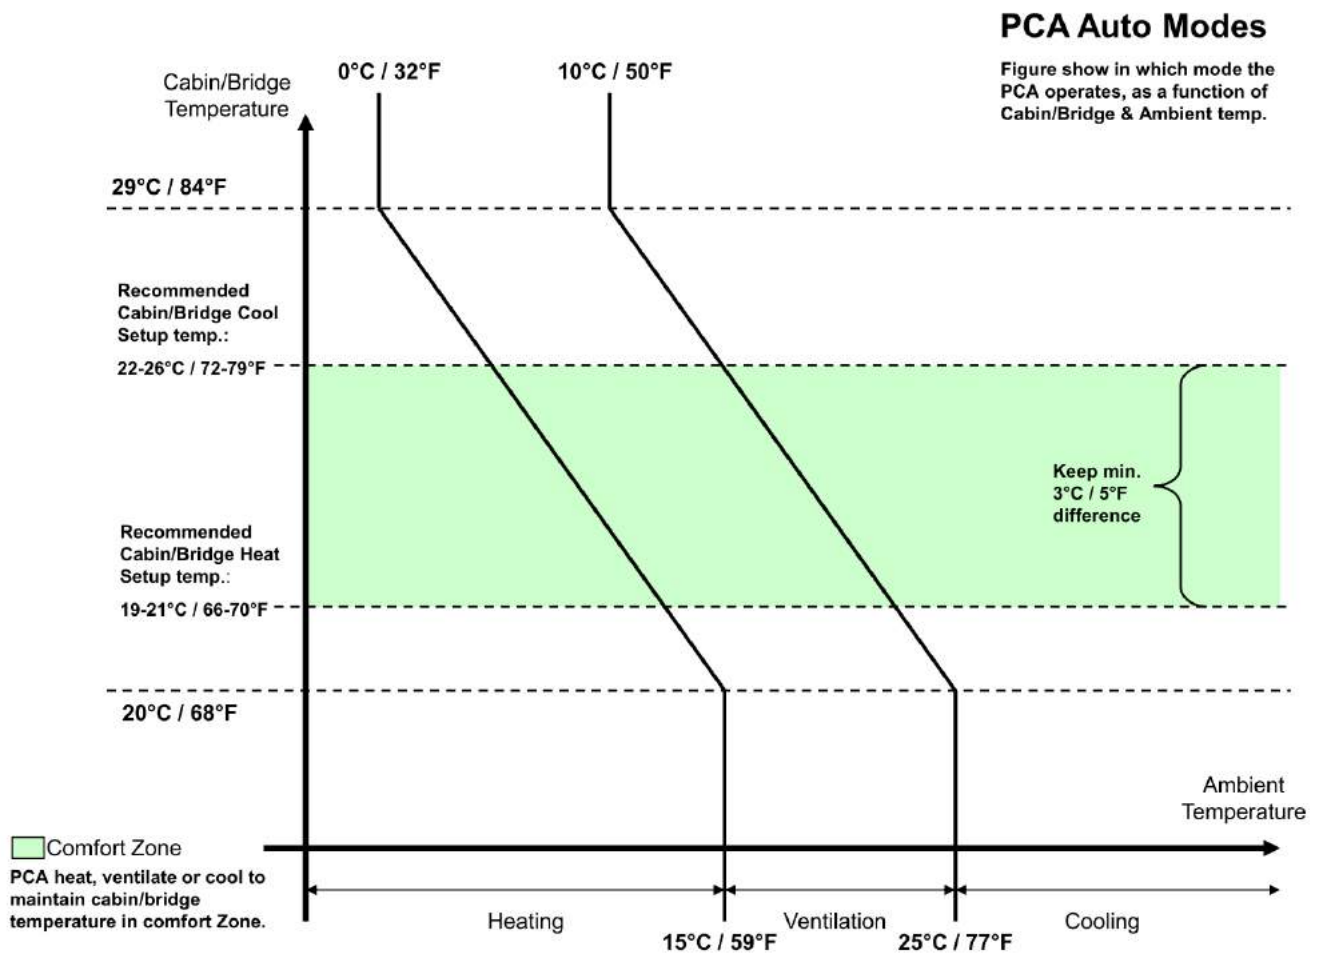 PCA Auto Modes
Figure show in which mode the
PCA operates, as a function of
Cabin/Bridge & Ambient temp.
Cabin/Bridge
Temperature
0°C / 32°F
10°C / 50°F
29°C / 84°F
Recommended
Cabin/Bridge Cool
Setup temp.:
22-26°C / 72-79°F
Keep min.
3°C / 5°F
difference
Recommended
Cabin/Bridge Heat
Setup temp.:
19-21°C / 66-70°F
20°C / 68°F
Ambient
Temperature
Comfort Zone
PCA heat, ventilate or cool to
maintain cabin/bridge
temperature in comfort Zone.
Heating
Ventilation
Cooling
15°C / 59°F
25°C / 77°F